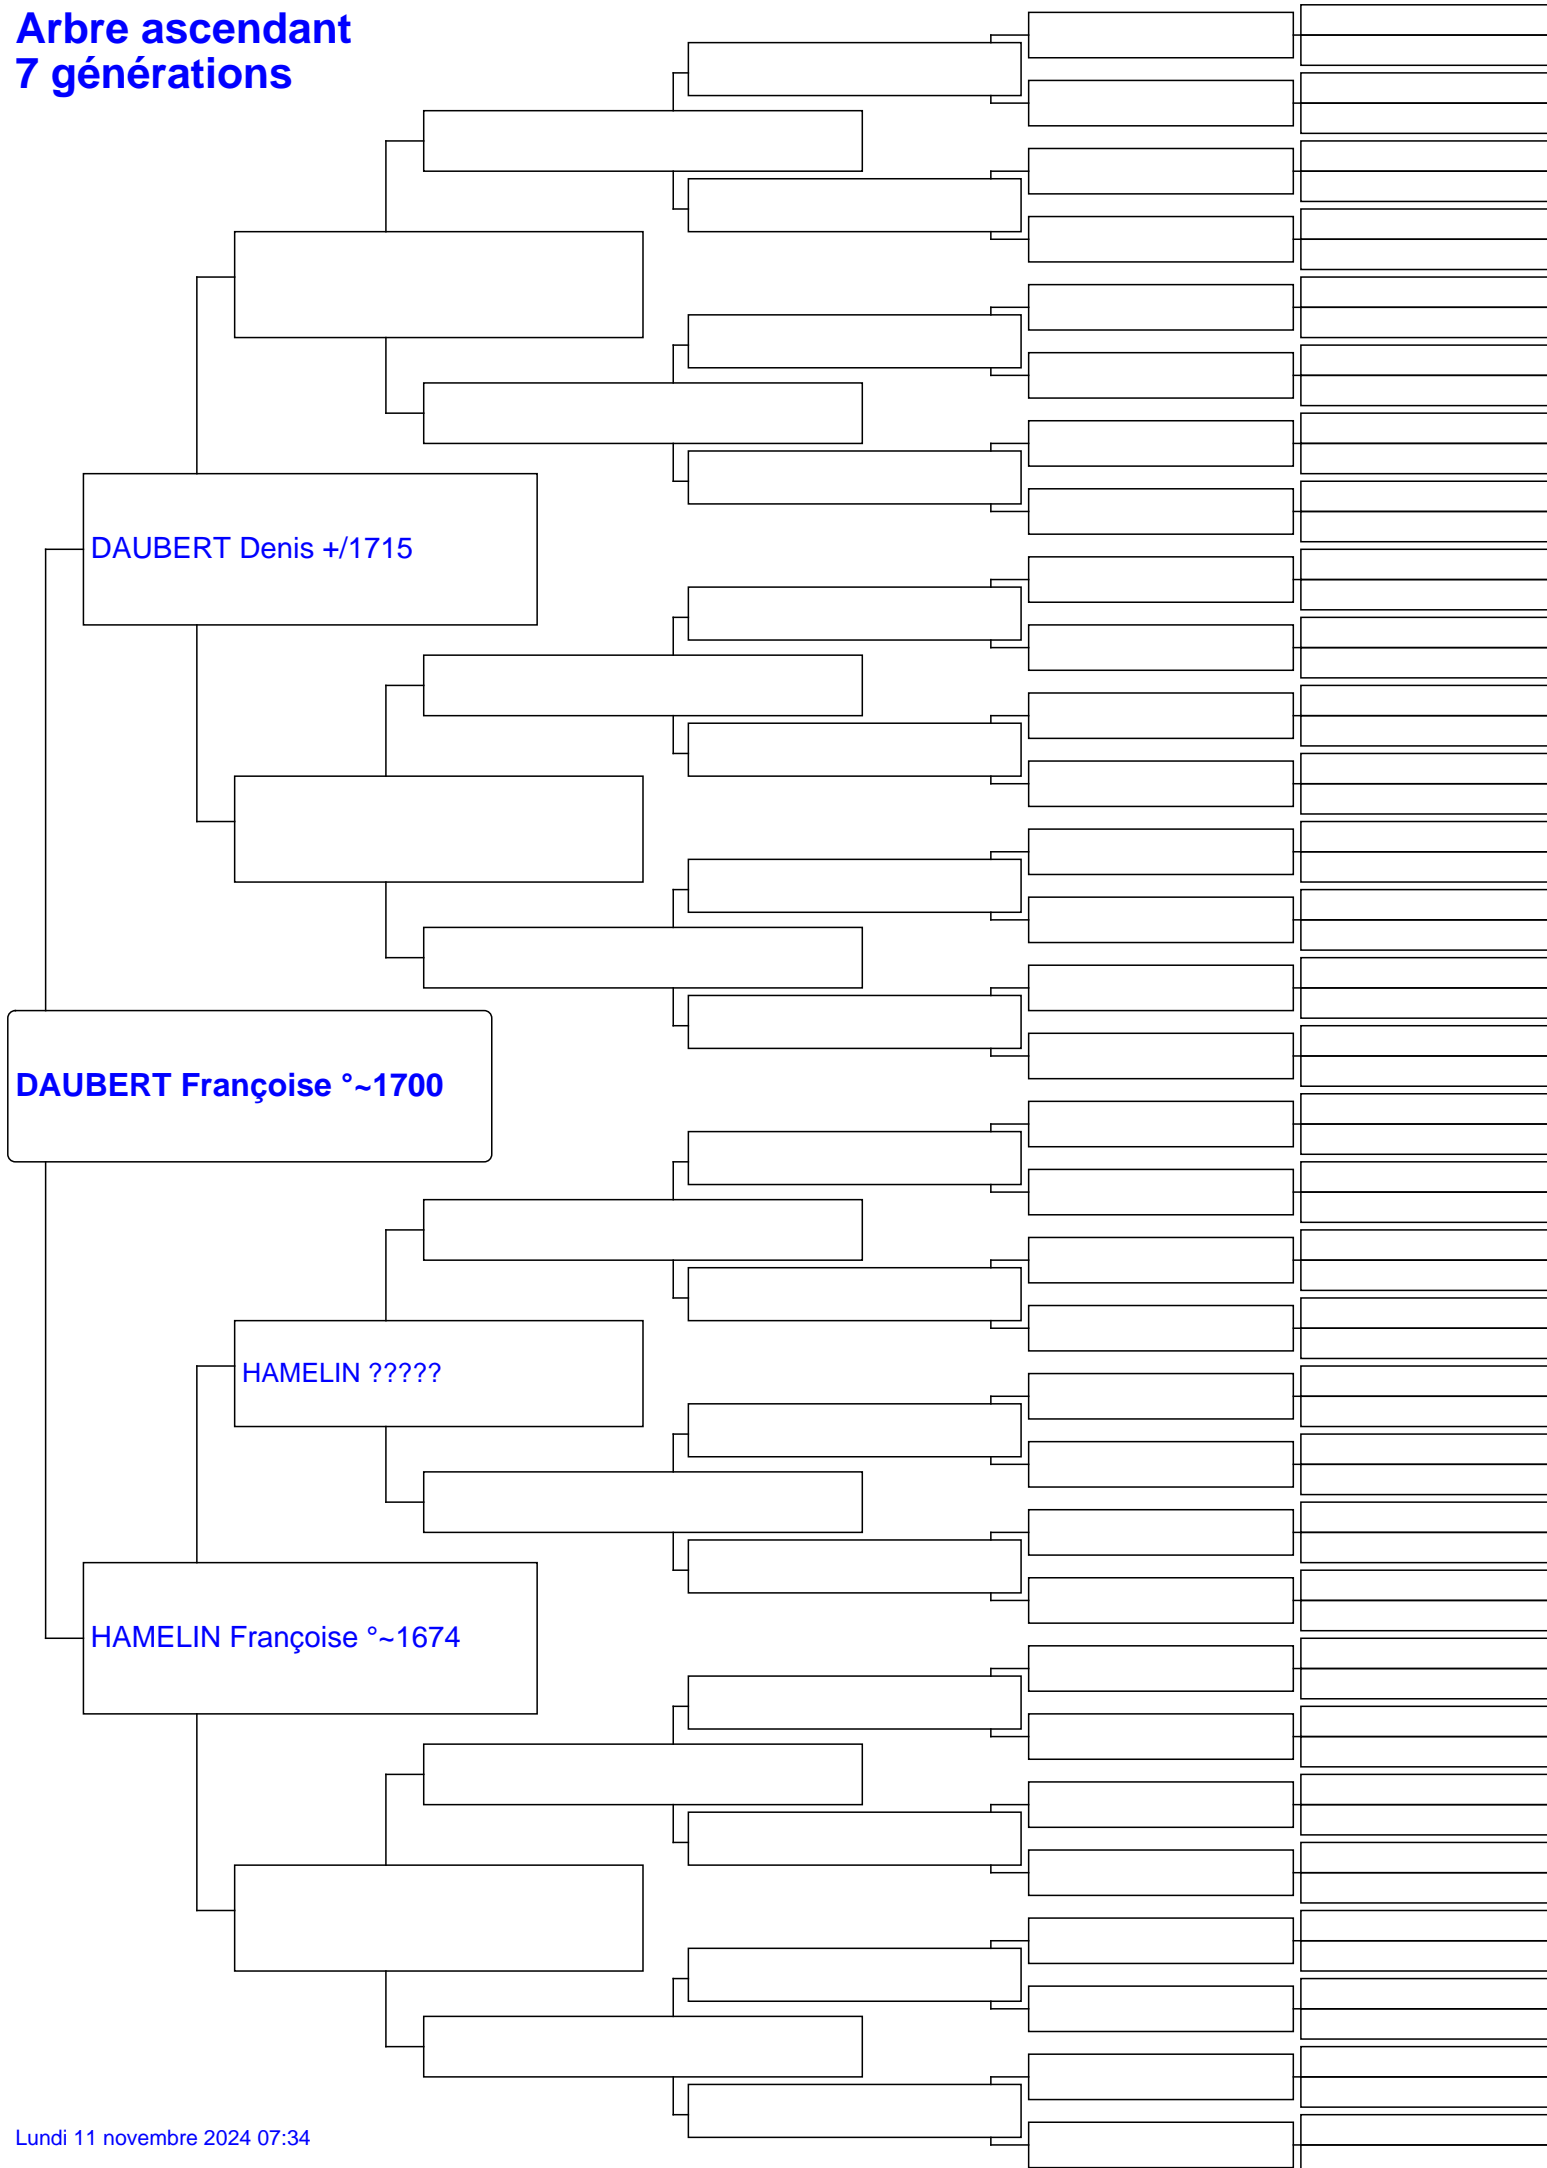 Arbre ascendant
7 générations
DAUBERT Denis +/1715
DAUBERT Françoise °~1700
HAMELIN ?????
HAMELIN Françoise °~1674
Lundi 11 novembre 2024 07:34